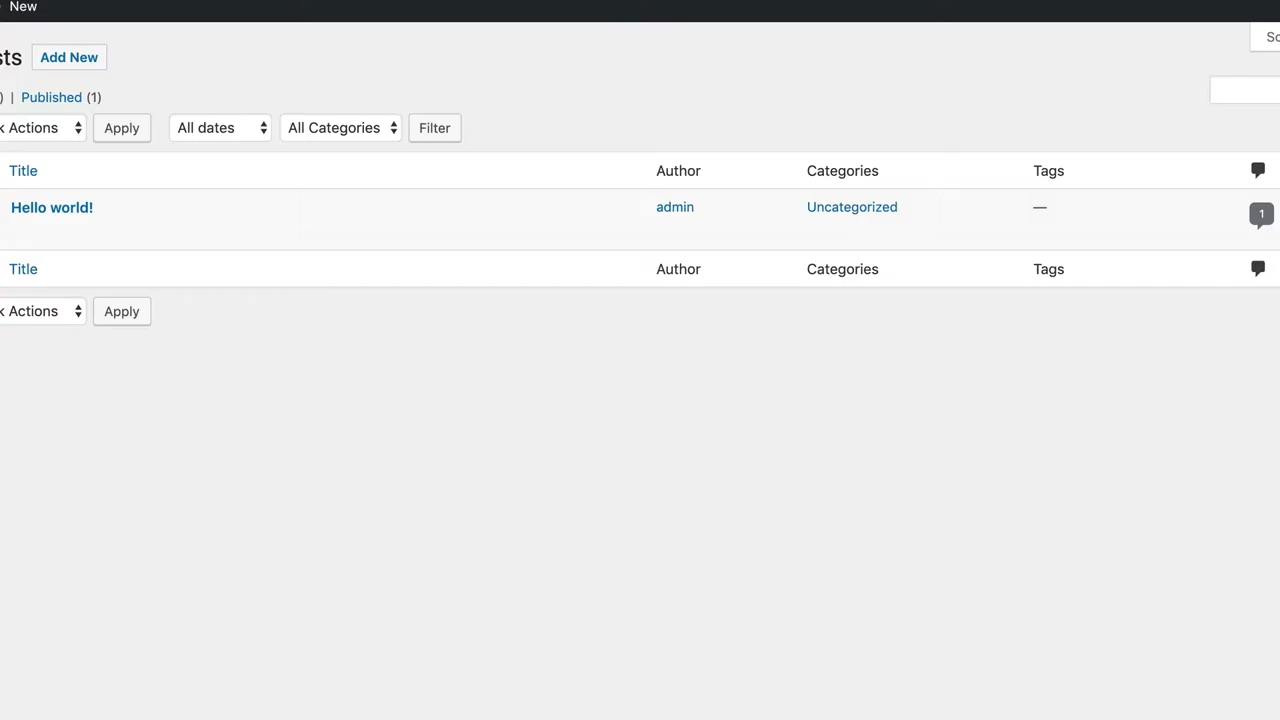 New
sts Add New
) | Published (1)
k Actions Apply All dates All Categories Filter
Title Author Categories Tags
Hello world! admin Uncategorized — 1
Title Author Categories Tags
k Actions Apply